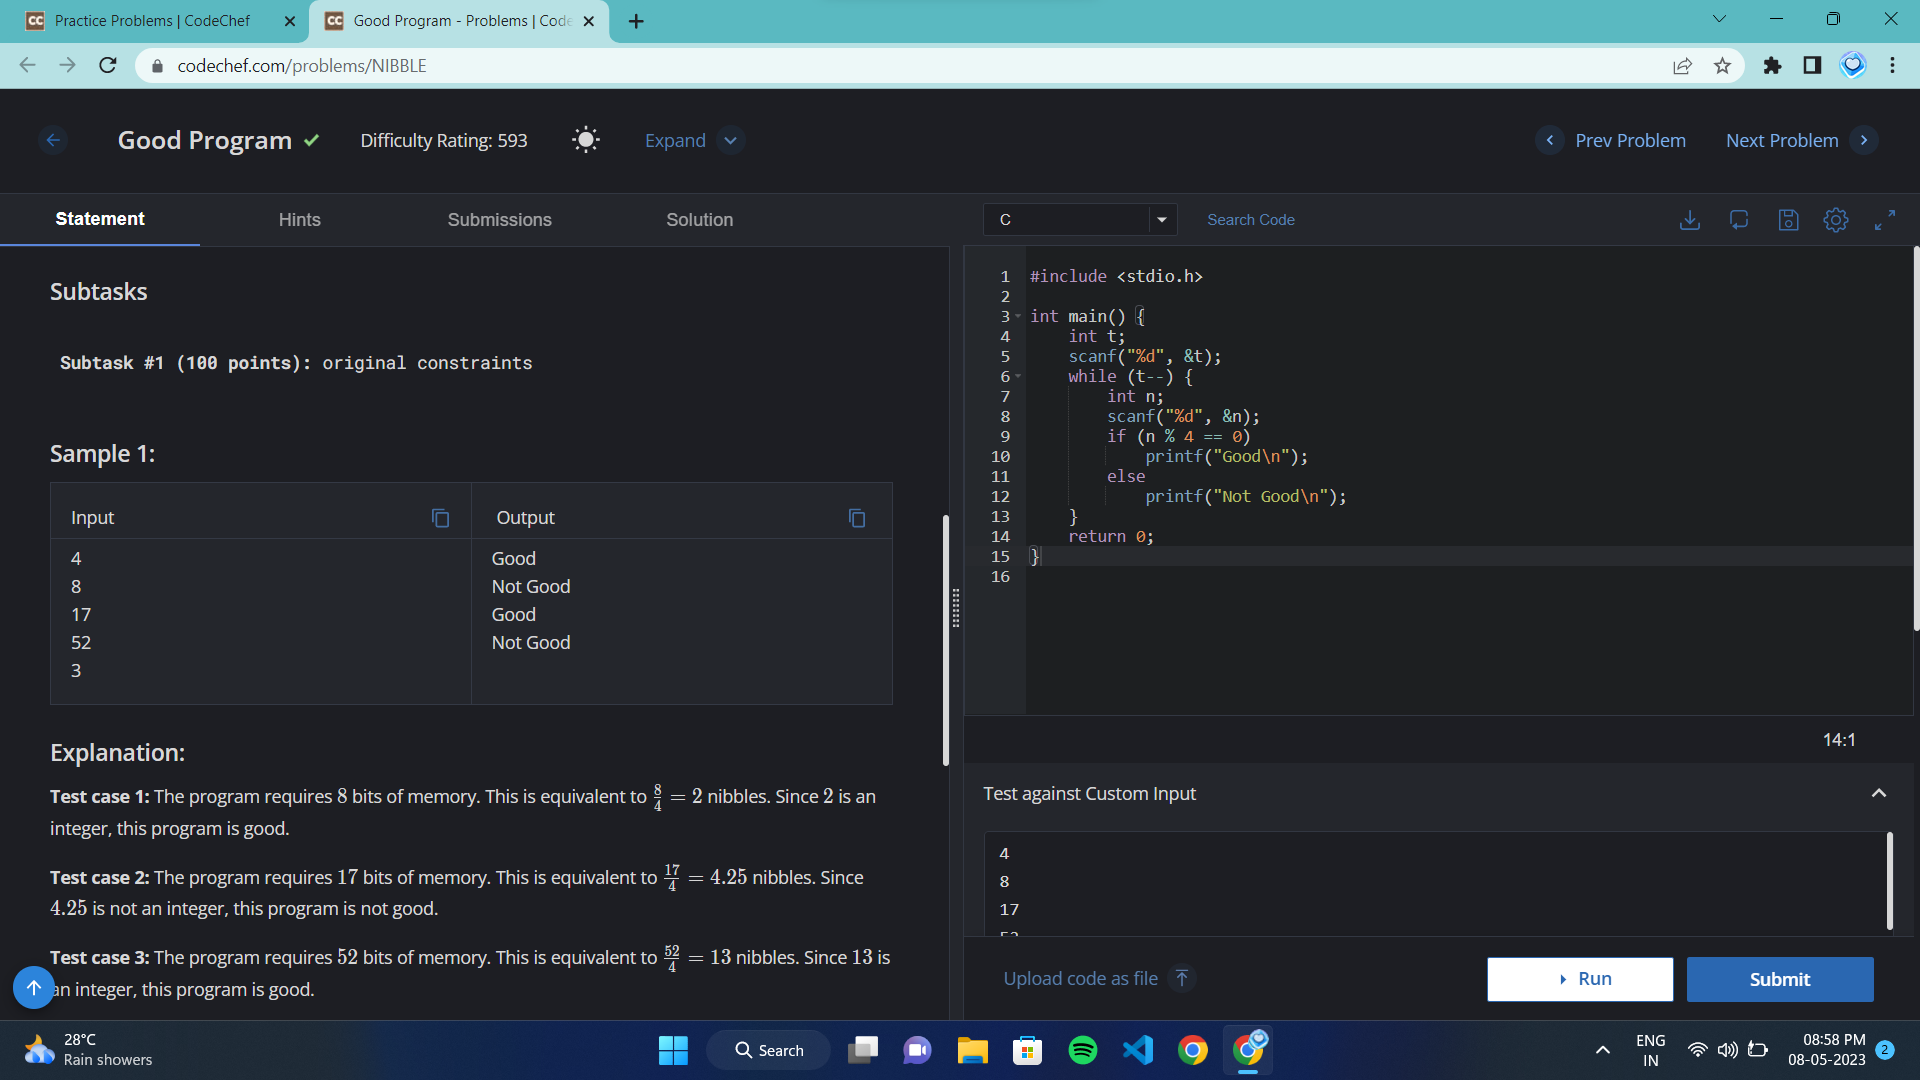 Practice Problems | CodeChef
Good Program - Problems | Code
codechef.com/problems/NIBBLE
Good Program
Difficulty Rating: 593
Expand
Prev Problem
Next Problem
Statement
Hints
Submissions
Solution
Subtasks
Subtask #1 (100 points): original constraints
Sample 1:
Input
Output
4
8
17
52
3
Good
Not Good
Good
Not Good
Explanation:
Test case 1: The program requires 8 bits of memory. This is equivalent to 8/4 = 2 nibbles. Since 2 is an
integer, this program is good.
Test case 2: The program requires 17 bits of memory. This is equivalent to 17/4 = 4.25 nibbles. Since
4.25 is not an integer, this program is not good.
Test case 3: The program requires 52 bits of memory. This is equivalent to 52/4 = 13 nibbles. Since 13 is
an integer, this program is good.
C
Search Code
1 #include <stdio.h>
2
3 int main() {
4 int t;
5 scanf("%d", &t);
6 while (t--) {
7 int n;
8 scanf("%d", &n);
9 if (n % 4 == 0)
10 printf("Good\n");
11 else
12 printf("Not Good\n");
13 }
14 return 0;
15 }
16
14:1
Test against Custom Input
4
8
17
52
Upload code as file
Run
Submit
28°C
Rain showers
Search
ENG
IN
08:58 PM
08-05-2023
2